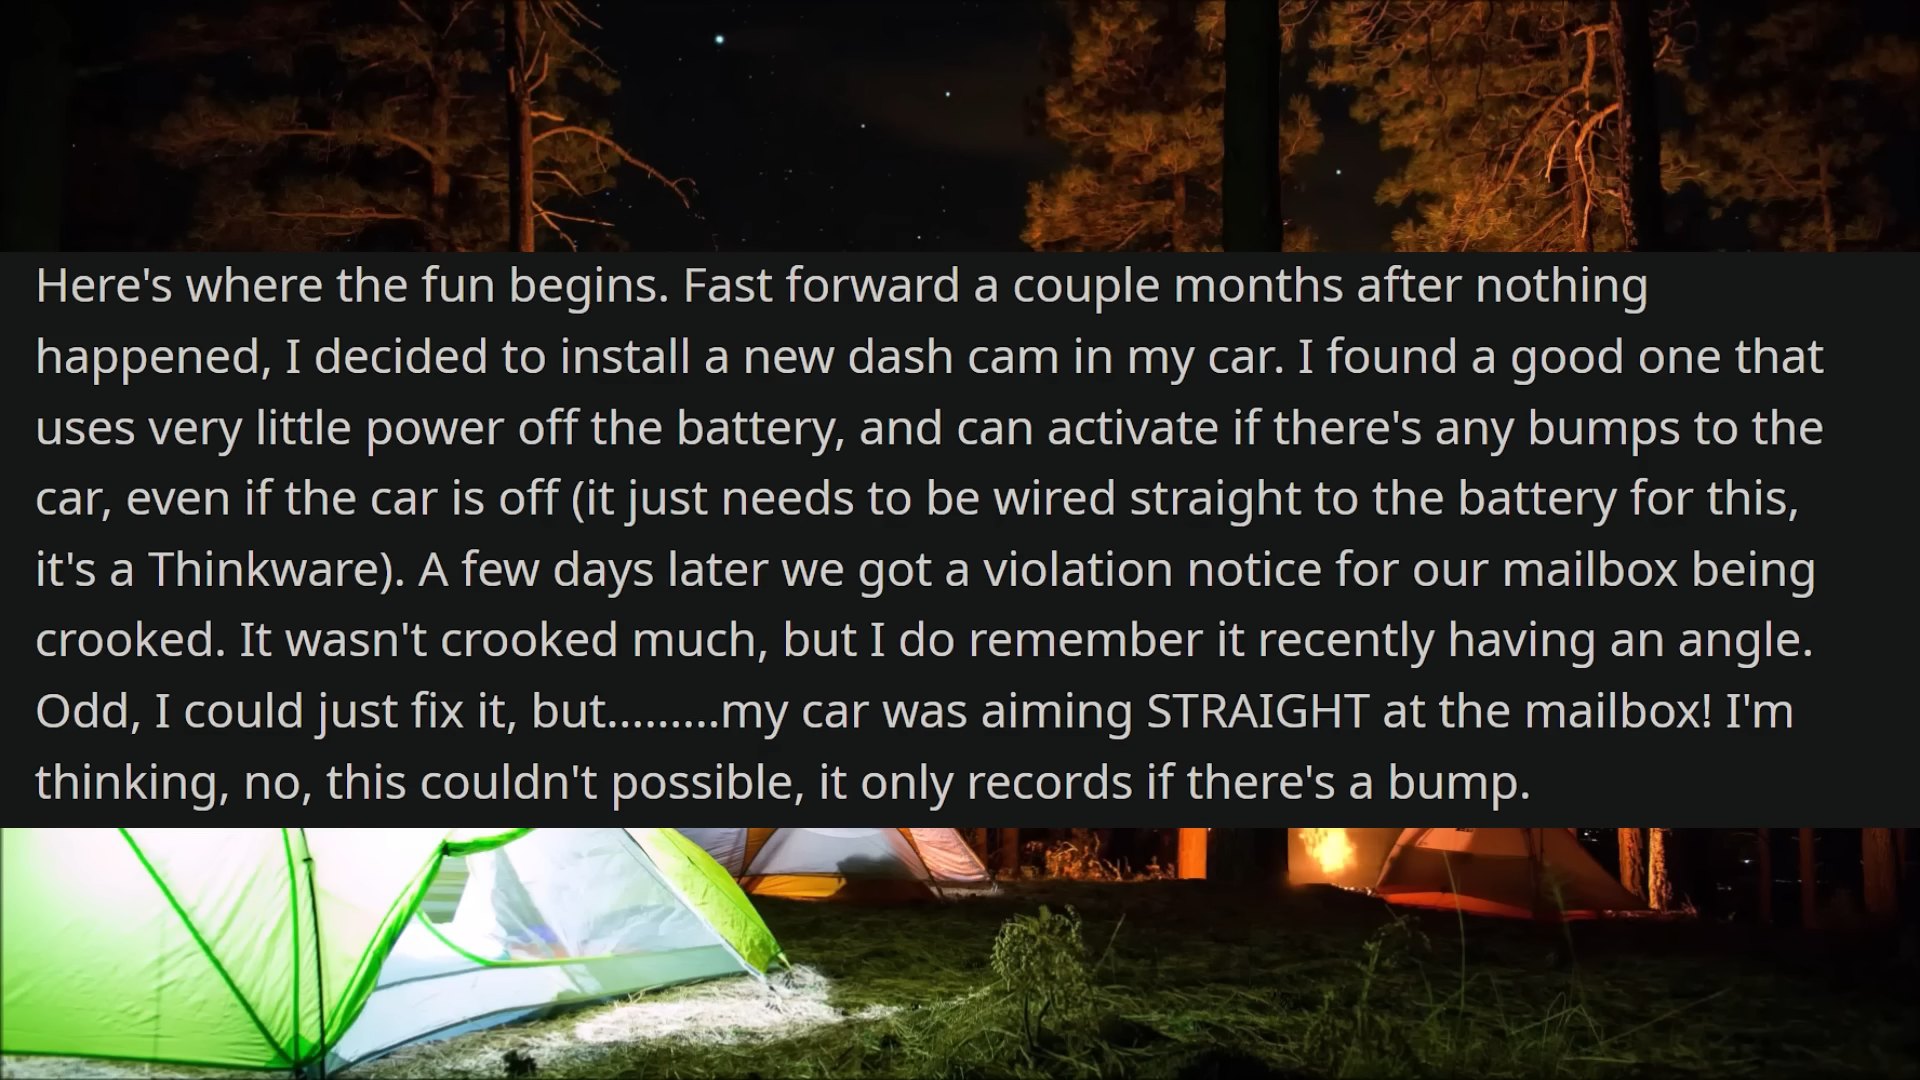 Here's where the fun begins. Fast forward a couple months after nothing
happened, I decided to install a new dash cam in my car. I found a good one that
uses very little power off the battery, and can activate if there's any bumps to the
car, even if the car is off (it just needs to be wired straight to the battery for this,
it's a Thinkware). A few days later we got a violation notice for our mailbox being
crooked. It wasn't crooked much, but I do remember it recently having an angle.
Odd, I could just fix it, but.........my car was aiming STRAIGHT at the mailbox! I'm
thinking, no, this couldn't possible, it only records if there's a bump.